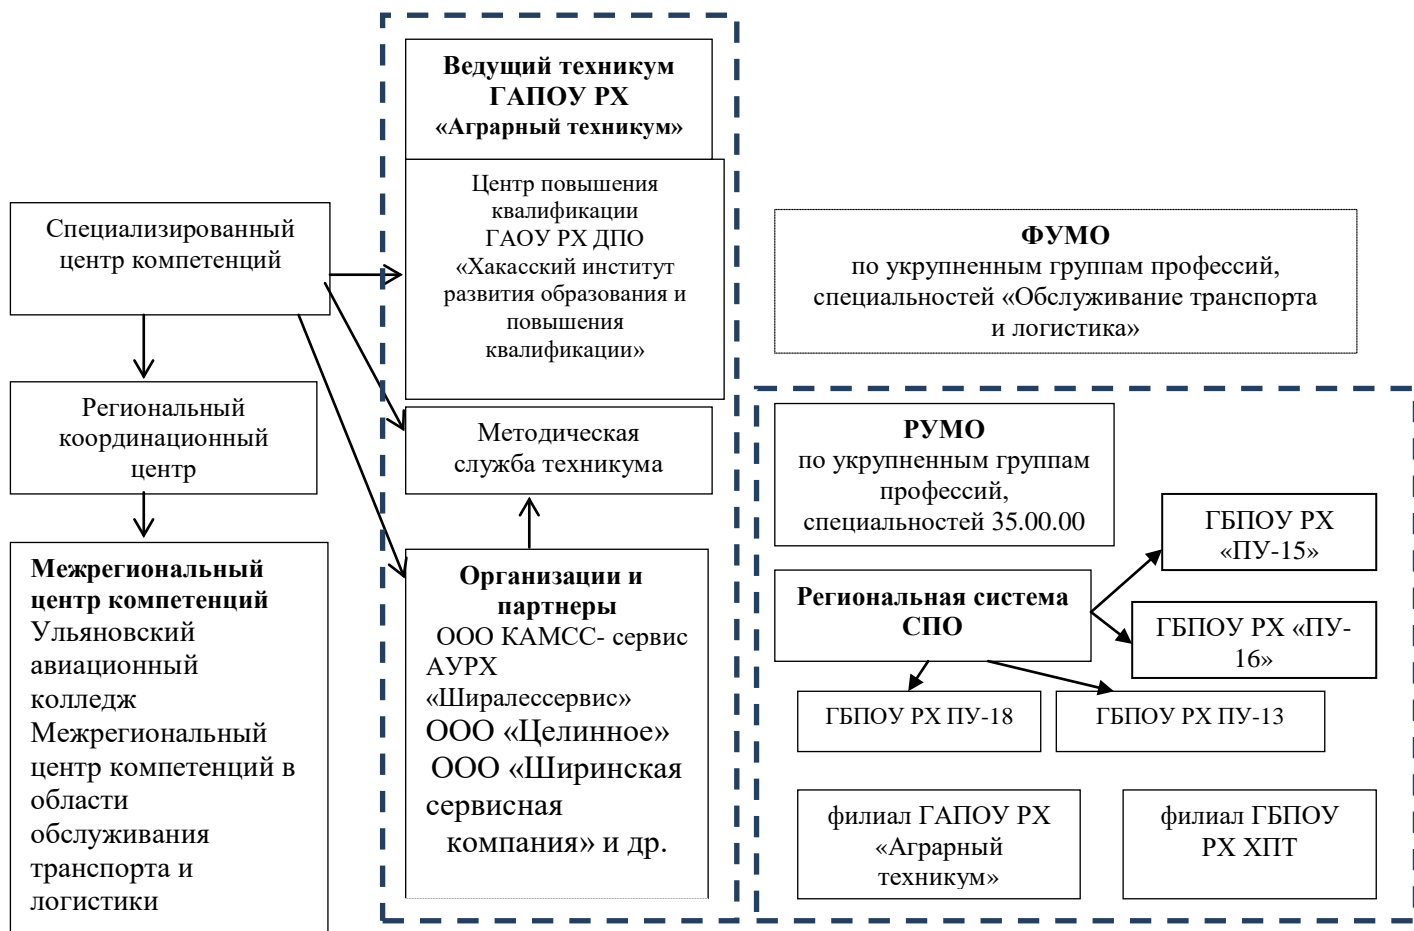 Специализированный
центр компетенций
Региональный
координационный
центр
Межрегиональный
центр компетенций
Ульяновский
авиационный
колледж
Межрегиональный
центр компетенций в
области
обслуживания
транспорта и
логистики
Ведущий техникум
ГАПОУ РХ
«Аграрный техникум»
Центр повышения
квалификации
ГАОУ РХ ДПО
«Хакасский институт
развития образования и
повышения
квалификации»
Методическая
служба техникума
Организации и
партнеры
ООО КАМСС- сервис
АУРХ
«Ширалессервис»
ООО «Целинное»
ООО «Ширинская
сервисная
компания» и др.
ФУМО
по укрупненным группам профессий,
специальностей «Обслуживание транспорта
и логистика»
РУМО
по укрупненным группам
профессий,
специальностей 35.00.00
Региональная система
СПО
ГБПОУ РХ
«ПУ-15»
ГБПОУ РХ «ПУ-
16»
ГБПОУ РХ ПУ-18
ГБПОУ РХ ПУ-13
филиал ГАПОУ РХ
«Аграрный
техникум»
филиал ГБПОУ
РХ ХПТ